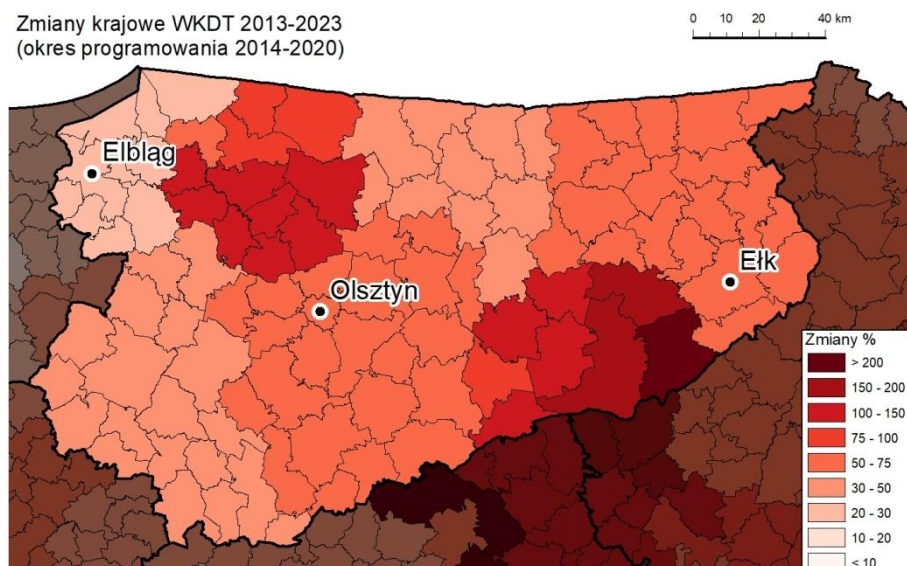 Zmiany krajowe WKDT 2013-2023
(okres programowania 2014-2020)
0 10 20 40 km
Elbląg
Ełk
Olsztyn
Zmiany %
> 200
150 - 200
100 - 150
75 - 100
50 - 75
30 - 50
20 - 30
10 - 20
< 10